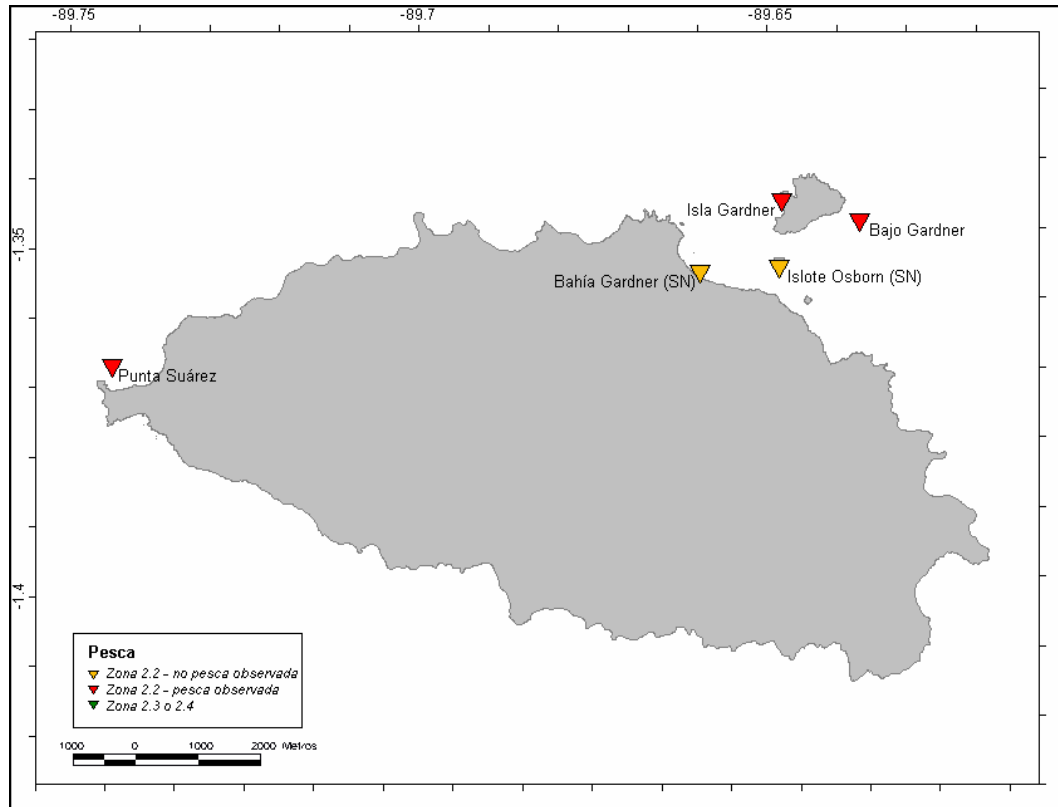 -89.75
-89.7
-89.65
-1.35
-1.4
Isla Gardner
Bajo Gardner
Bahía Gardner (SN)
Islote Osborn (SN)
Punta Suárez
Pesca
Zona 2.2 - no pesca observada
Zona 2.2 - pesca observada
Zona 2.3 o 2.4
1000 0 1000 2000 Metros